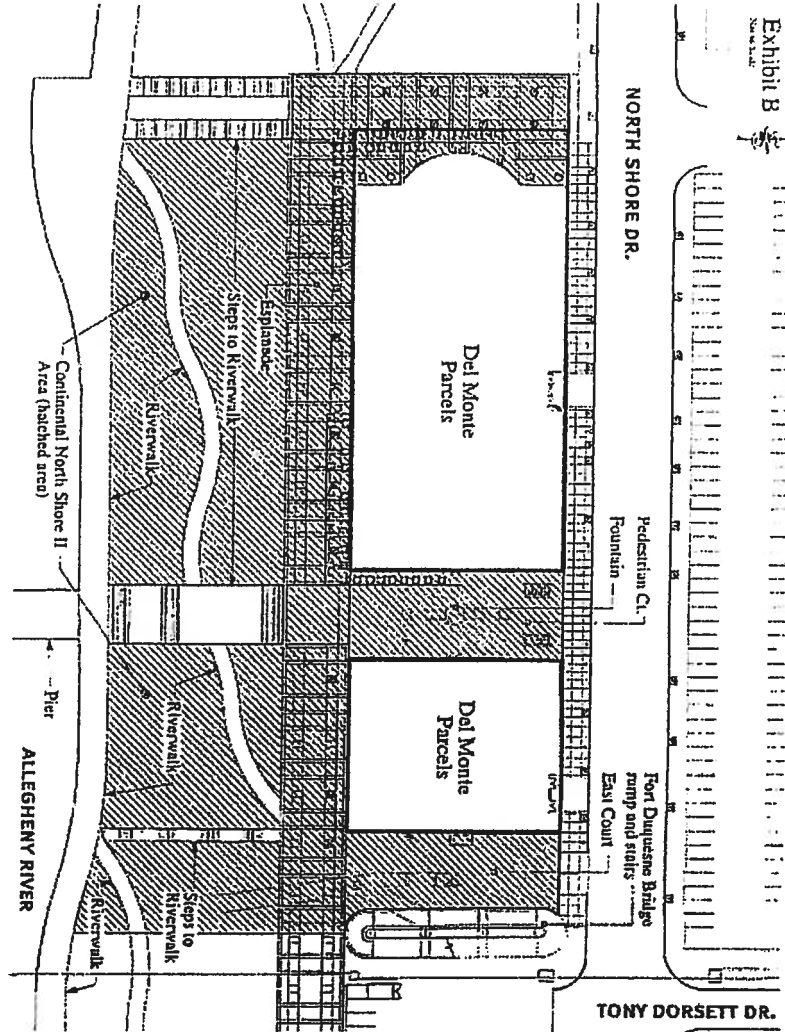 Exhibit B
NORTH SHORE DR.
Del Monte
Parcels
Esplanade
Steps to Riverwalk
Riverwalk
Continental North Shore II
Area (hatched area)
Pedestrian Ct.
Fountain
Del Monte
Parcels
Riverwalk
Pier
ALLEGHENY RIVER
Fort Duquesne Bridge
ramp and stairs
East Court
Steps to
Riverwalk
Riverwalk
TONY DORSETT DR.